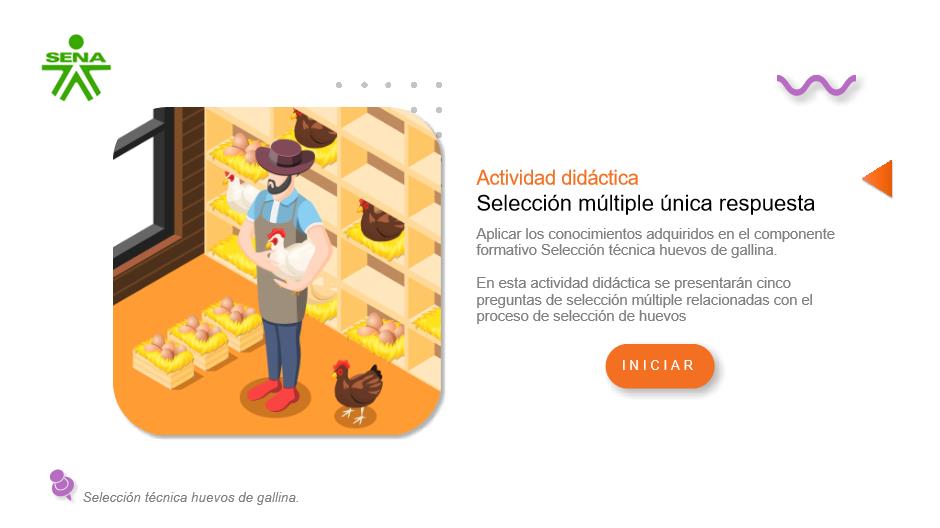 SENA
Actividad didáctica
Selección múltiple única respuesta
Aplicar los conocimientos adquiridos en el componente
formativo Selección técnica huevos de gallina.
En esta actividad didáctica se presentarán cinco
preguntas de selección múltiple relacionadas con el
proceso de selección de huevos
INICIAR
Selección técnica huevos de gallina.